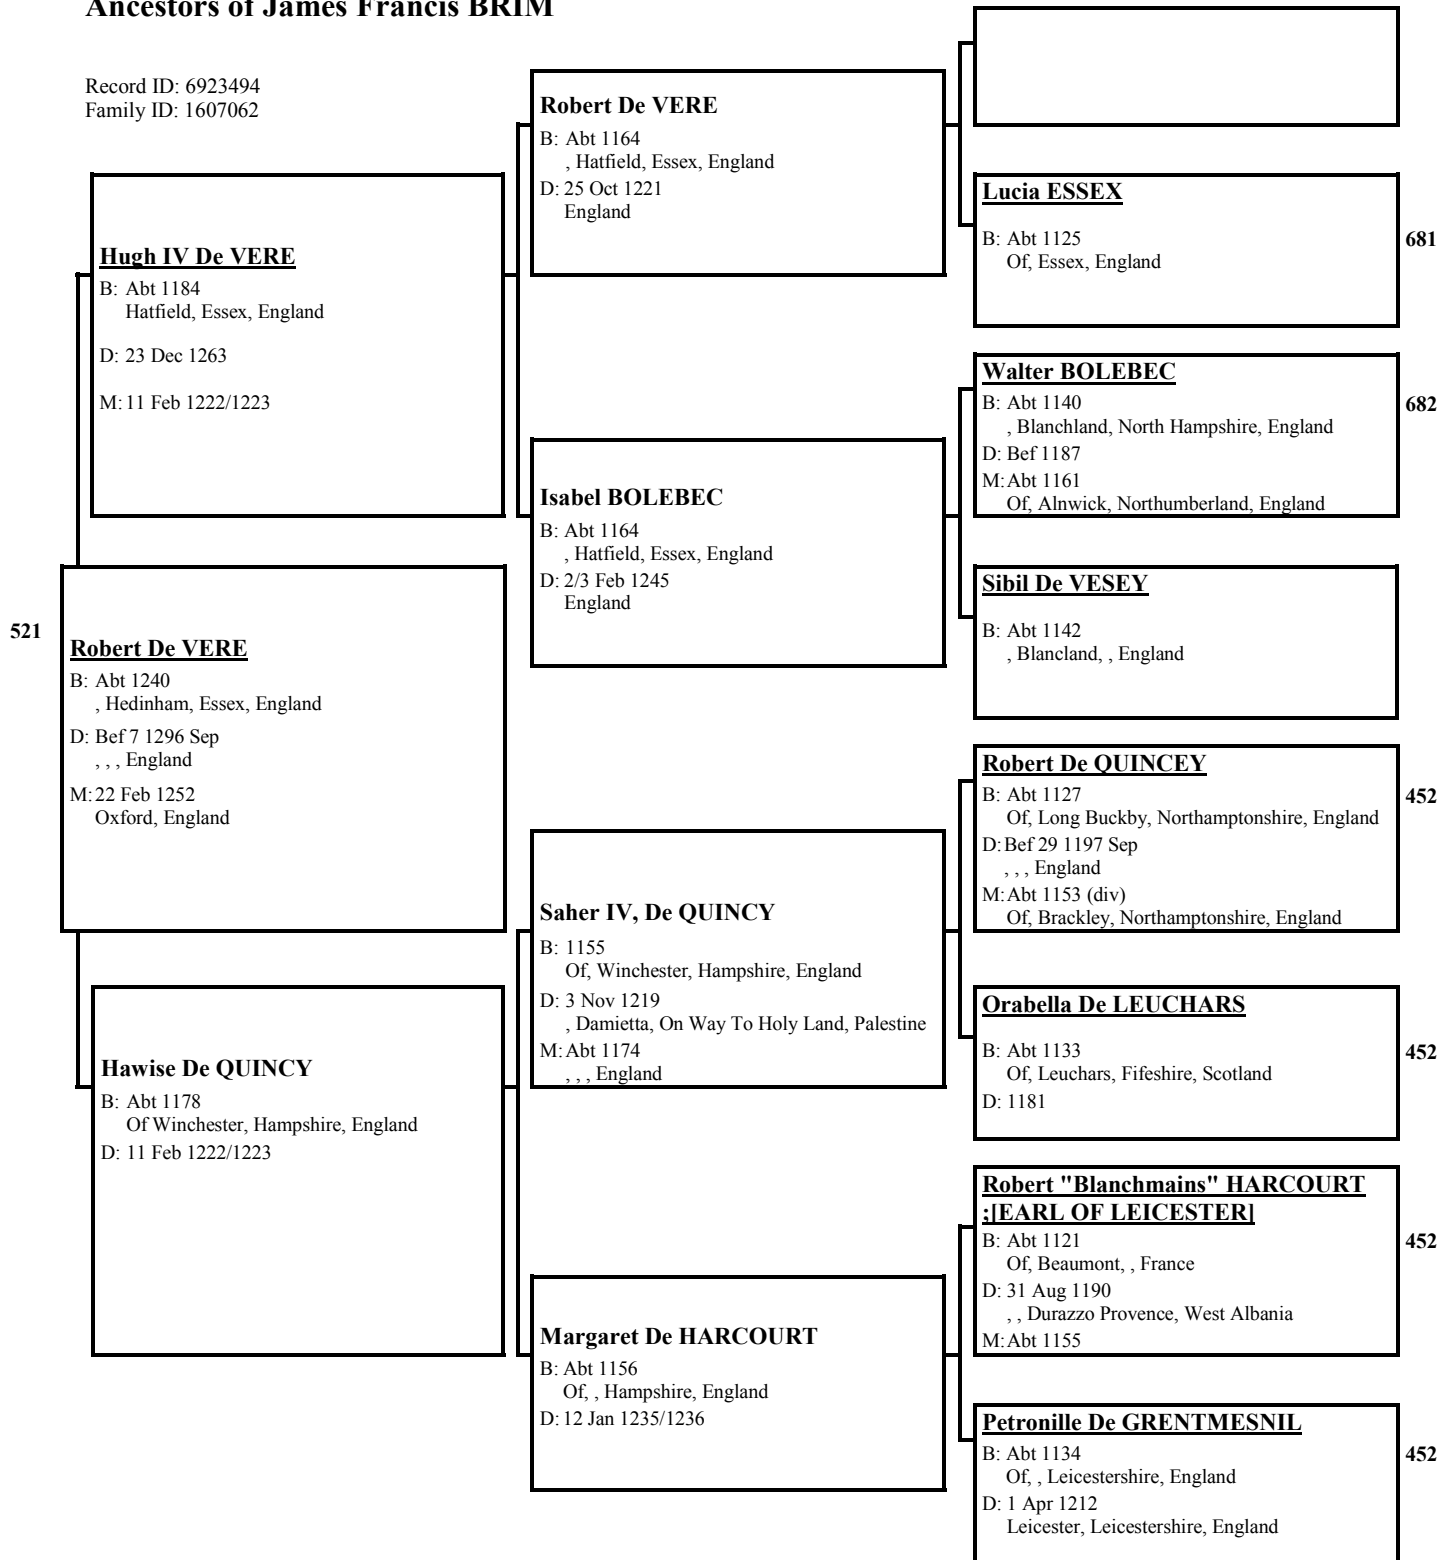 Ancestors of James Francis BRIM
Record ID: 6923494
Family ID: 1607062
521
Robert De VERE
B: Abt 1240
, Hedinham, Essex, England
D: Bef 7 1296 Sep
, , , England
M: 22 Feb 1252
Oxford, England
Hugh IV De VERE
B: Abt 1184
Hatfield, Essex, England
D: 23 Dec 1263
M: 11 Feb 1222/1223
Hawise De QUINCY
B: Abt 1178
Of Winchester, Hampshire, England
D: 11 Feb 1222/1223
Robert De VERE
B: Abt 1164
, Hatfield, Essex, England
D: 25 Oct 1221
England
Isabel BOLEBEC
B: Abt 1164
, Hatfield, Essex, England
D: 2/3 Feb 1245
England
Saher IV, De QUINCY
B: 1155
Of, Winchester, Hampshire, England
D: 3 Nov 1219
, Damietta, On Way To Holy Land, Palestine
M: Abt 1174
, , , England
Margaret De HARCOURT
B: Abt 1156
Of, , Hampshire, England
D: 12 Jan 1235/1236
Lucia ESSEX
B: Abt 1125
Of, Essex, England
681
Walter BOLEBEC
B: Abt 1140
, Blanchland, North Hampshire, England
D: Bef 1187
M: Abt 1161
Of, Alnwick, Northumberland, England
682
Sibil De VESEY
B: Abt 1142
, Blancland, , England
Robert De QUINCEY
B: Abt 1127
Of, Long Buckby, Northamptonshire, England
D: Bef 29 1197 Sep
, , , England
M: Abt 1153 (div)
Of, Brackley, Northamptonshire, England
452
Orabella De LEUCHARS
B: Abt 1133
Of, Leuchars, Fifeshire, Scotland
D: 1181
452
Robert "Blanchmains" HARCOURT
;[EARL OF LEICESTER]
B: Abt 1121
Of, Beaumont, , France
D: 31 Aug 1190
, , Durazzo Provence, West Albania
M: Abt 1155
452
Petronille De GRENTMESNIL
B: Abt 1134
Of, , Leicestershire, England
D: 1 Apr 1212
Leicester, Leicestershire, England
452